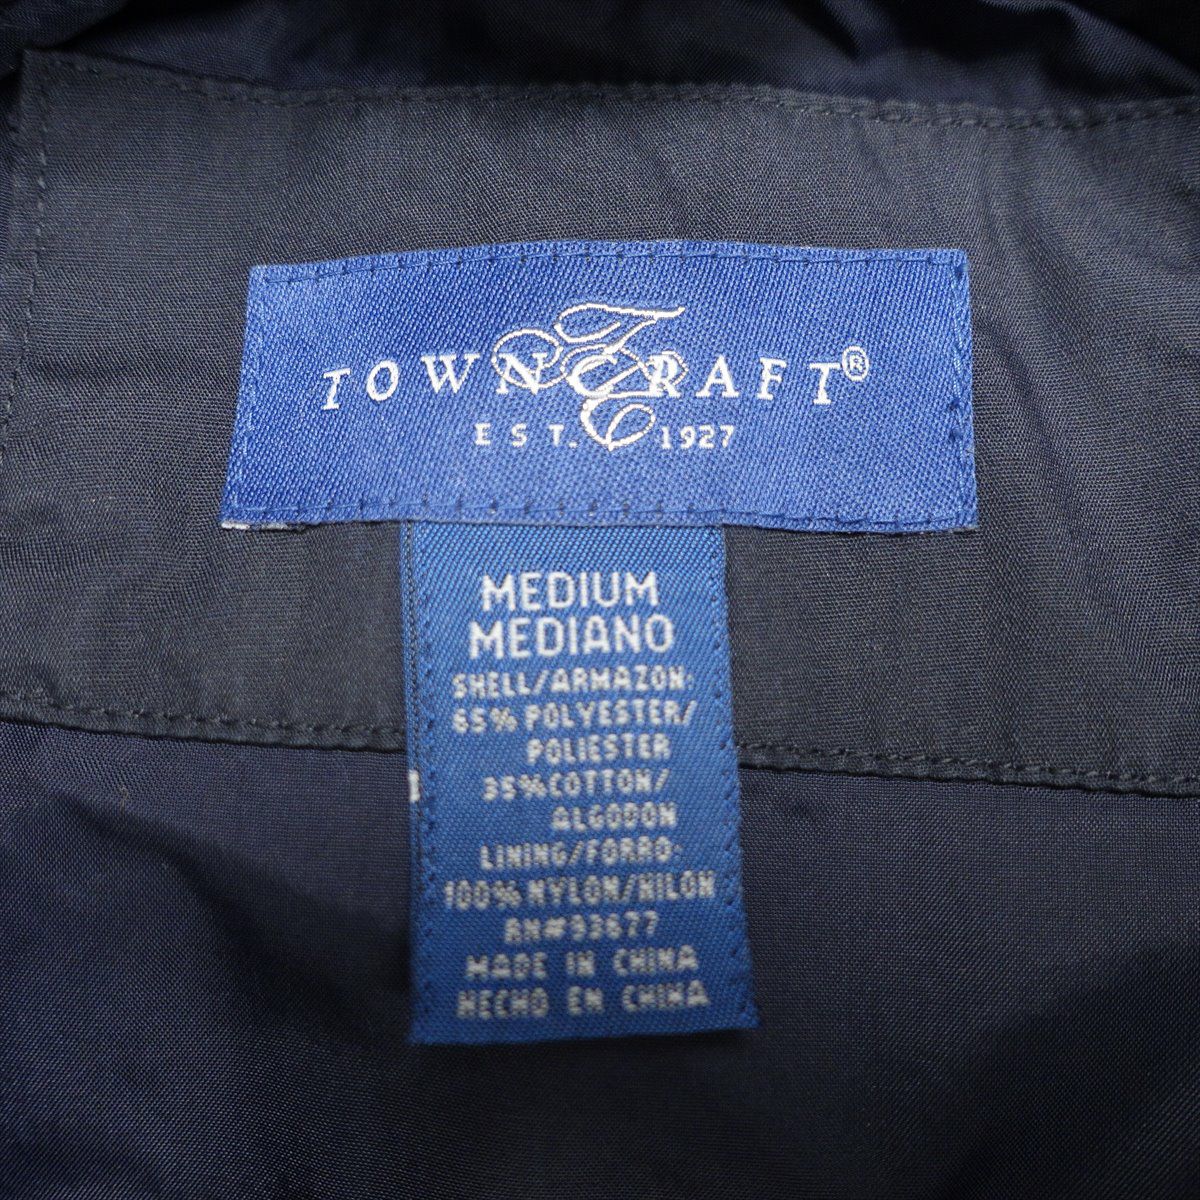 TOWNCRAFT®
EST. 1927
MEDIUM
MEDIANO
SHELL/ARMAZON:
65% POLYESTER/
POLIESTER
35%COTTON/
ALGODON
LINING/FORRO:
100% NYLON/NILON
RN#93677
MADE IN CHINA
HECHO EN CHINA